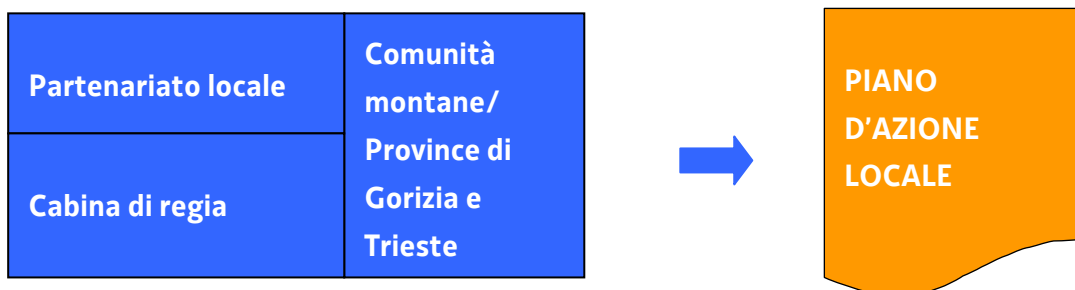 Partenariato locale
Cabina di regia
Comunità
montane/
Province di
Gorizia e
Trieste
PIANO
D’AZIONE
LOCALE